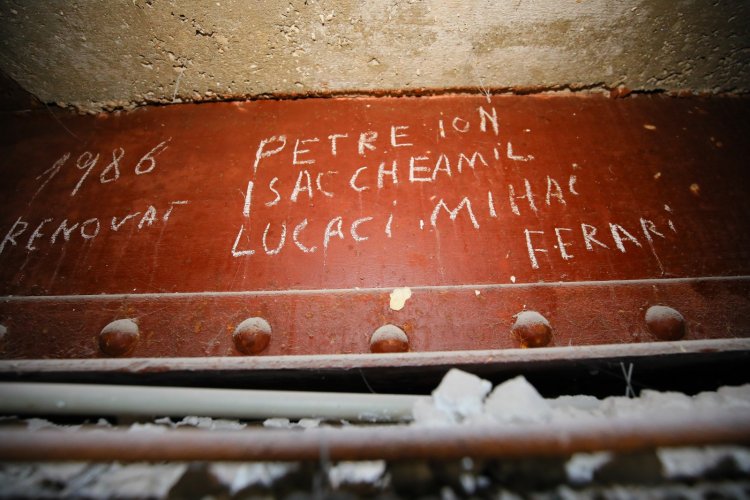 1986
RENOVAT
PETRE ION
ISACCHEAMIL
LUCACI MIHAI
FERARI